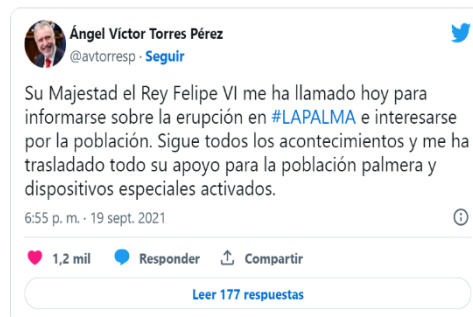 Ángel Víctor Torres Pérez
@avtorresp · Seguir
Su Majestad el Rey Felipe VI me ha llamado hoy para
informarse sobre la erupción en #LAPALMA e interesarse
por la población. Sigue todos los acontecimientos y me ha
trasladado todo su apoyo para la población palmera y
dispositivos especiales activados.
6:55 p. m. · 19 sept. 2021
1,2 mil Responder Compartir
Leer 177 respuestas